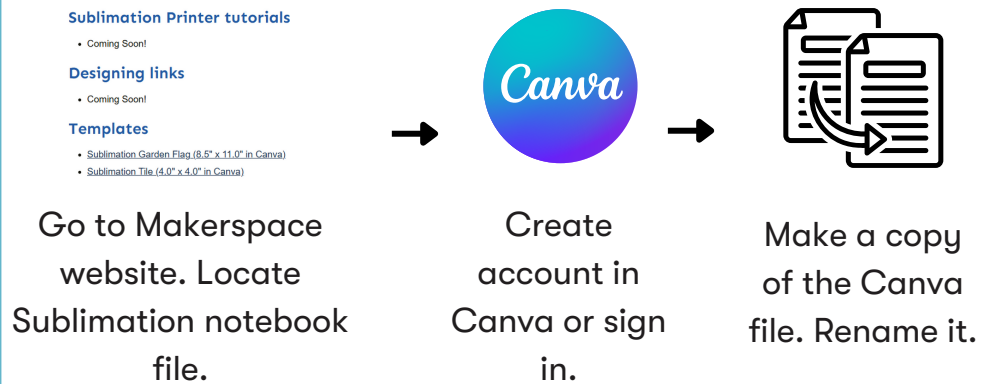 Sublimation Printer tutorials
• Coming Soon!
Designing links
• Coming Soon!
Templates
• Sublimation Garden Flag (8.5" x 11.0" in Canva)
• Sublimation Tile (4.0" x 4.0" in Canva)
Go to Makerspace
website. Locate
Sublimation notebook
file.
Canva
Create
account in
Canva or sign
in.
Make a copy
of the Canva
file. Rename it.